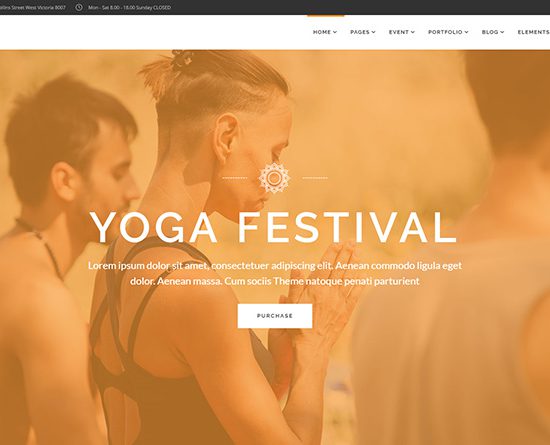 Street West Victoria 8007 Mon - Sat 8.00 - 18.00 Sunday CLOSED
HOME PAGES EVENT PORTFOLIO BLOG ELEMENTS
YOGA FESTIVAL
Lorem ipsum dolor sit amet, consectetuer adipiscing elit. Aenean commodo ligula eget
dolor. Aenean massa. Cum sociis Theme natoque penati parturient
PURCHASE